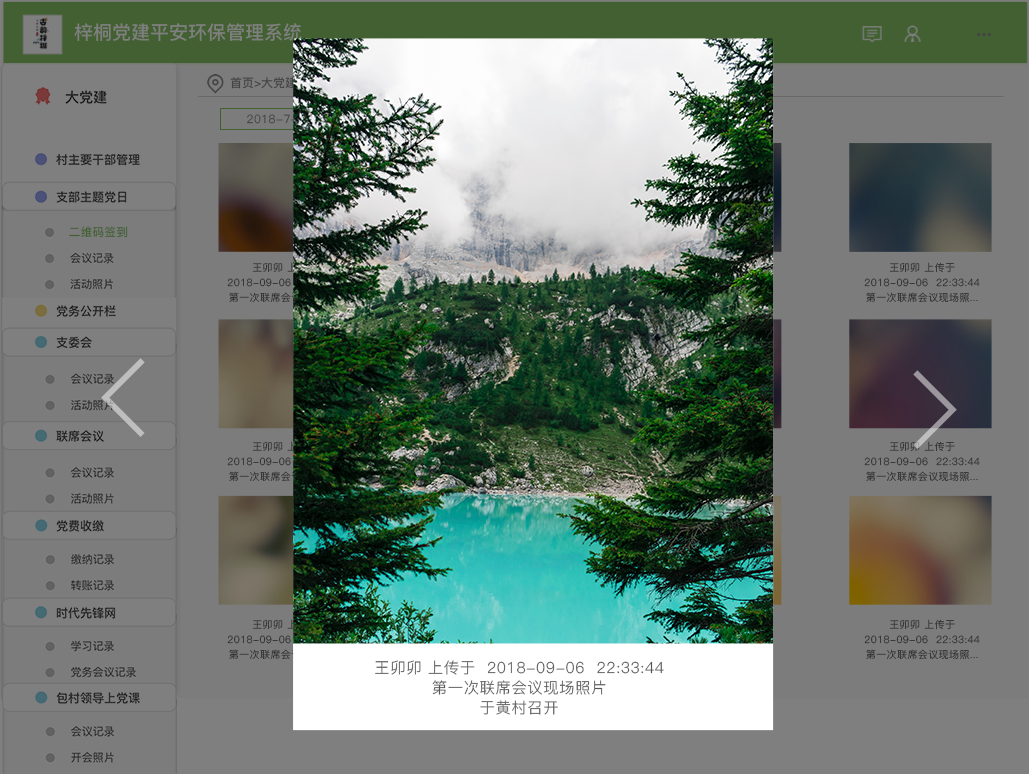 梓桐党建平安环保管理系统
大党建
首页>大党建
2018-7
村主要干部管理
支部主题党日
二维码签到
会议记录
活动照片
党务公开栏
支委会
会议记录
活动照片
联席会议
会议记录
活动照片
党费收缴
缴纳记录
转账记录
时代先锋网
学习记录
党务会议记录
包村领导上党课
会议记录
开会照片
王卯卯 上
2018-09-06
第一次联席会
王卯卯 上传于
2018-09-06 22:33:44
第一次联席会议现场照...
王卯卯 上
2018-09-06
第一次联席会
王卯卯 上传于
2018-09-06 22:33:44
第一次联席会议现场照...
王卯卯 上
2018-09-06
第一次联席会
王卯卯 上传于
2018-09-06 22:33:44
第一次联席会议现场照...
王卯卯 上传于 2018-09-06 22:33:44
第一次联席会议现场照片
于黄村召开